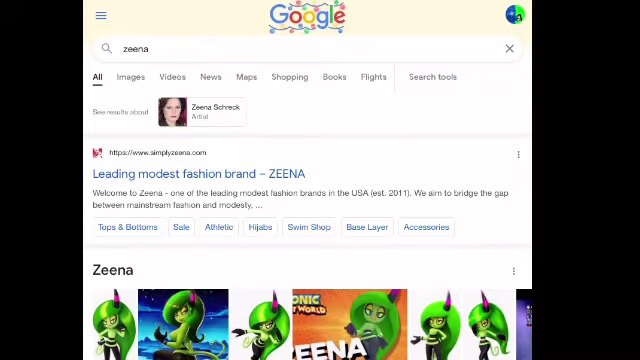 Google
zeena
All Images Videos News Maps Shopping Books Flights Search tools
See results about
Zeena Schreck
Artist
https://www.simplyzeena.com
Leading modest fashion brand – ZEENA
Welcome to Zeena - one of the leading modest fashion brands in the USA (est. 2011). We aim to bridge the gap
between mainstream fashion and modesty, ...
Tops & Bottoms Sale Athletic Hijabs Swim Shop Base Layer Accessories
Zeena
ZEENA